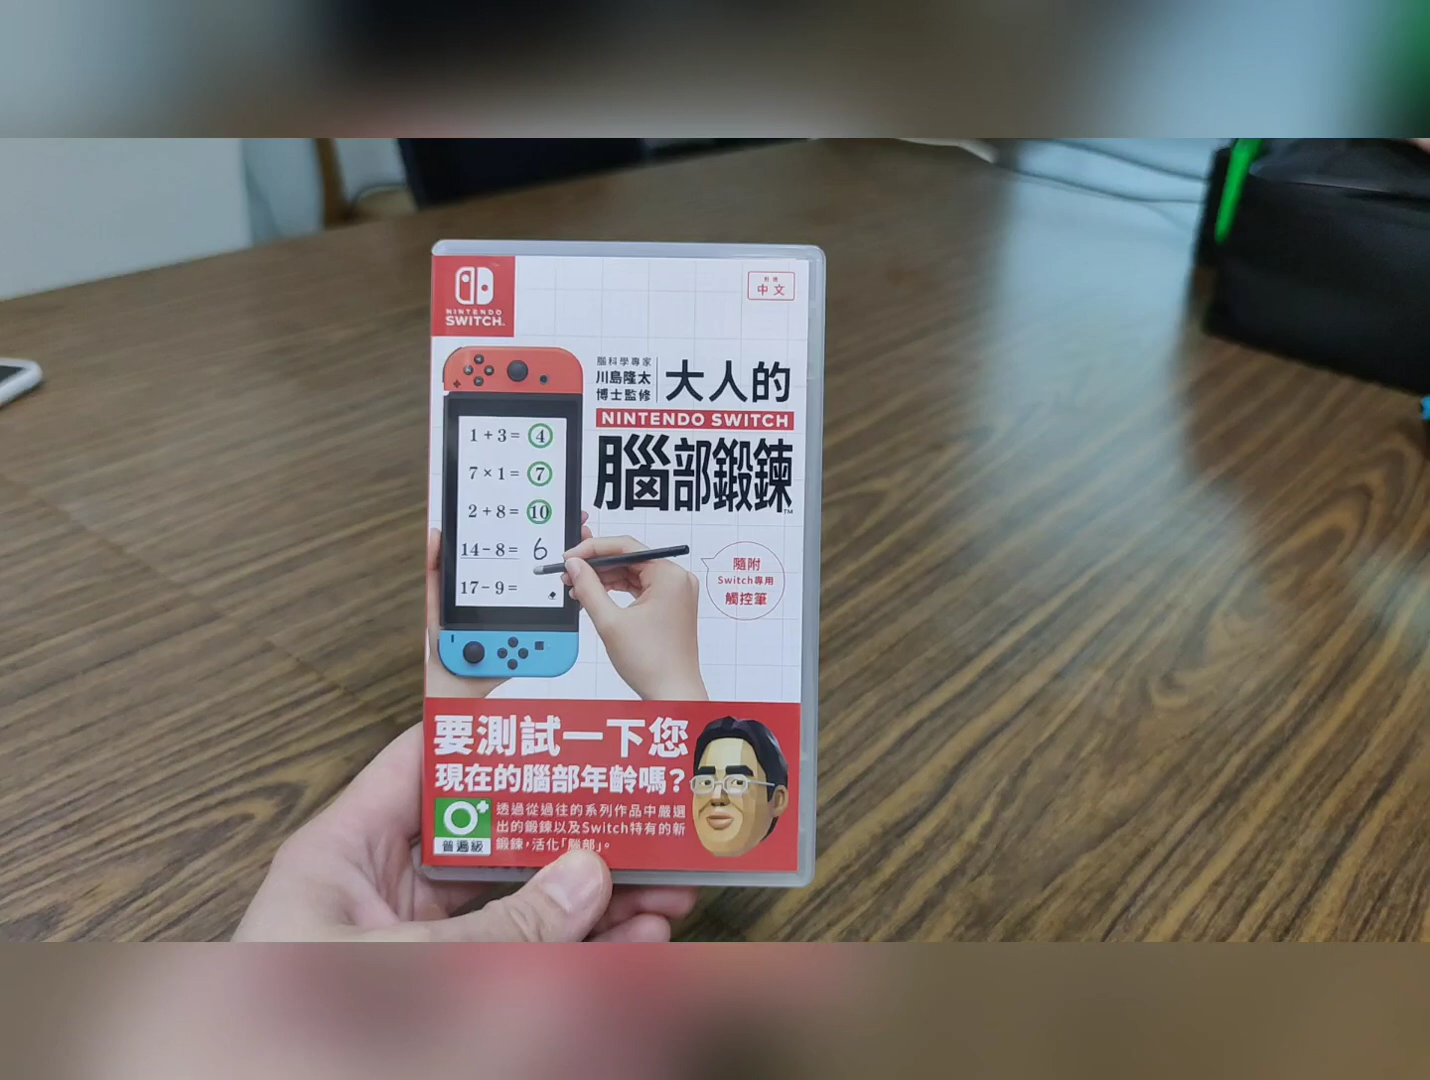 NINTENDO
SWITCH
中文
腦科學專家
川島隆太
博士監修
大人的
NINTENDO SWITCH
腦部鍛鍊™
1+3= 4
7×1= 7
2+8= 10
14-8= 6
17-9=
隨附
Switch專用
觸控筆
要測試一下您
現在的腦部年齡嗎?
透過從過往的系列作品中嚴選
出的鍛鍊以及Switch特有的新
鍛鍊,活化「腦部」。
普遍級